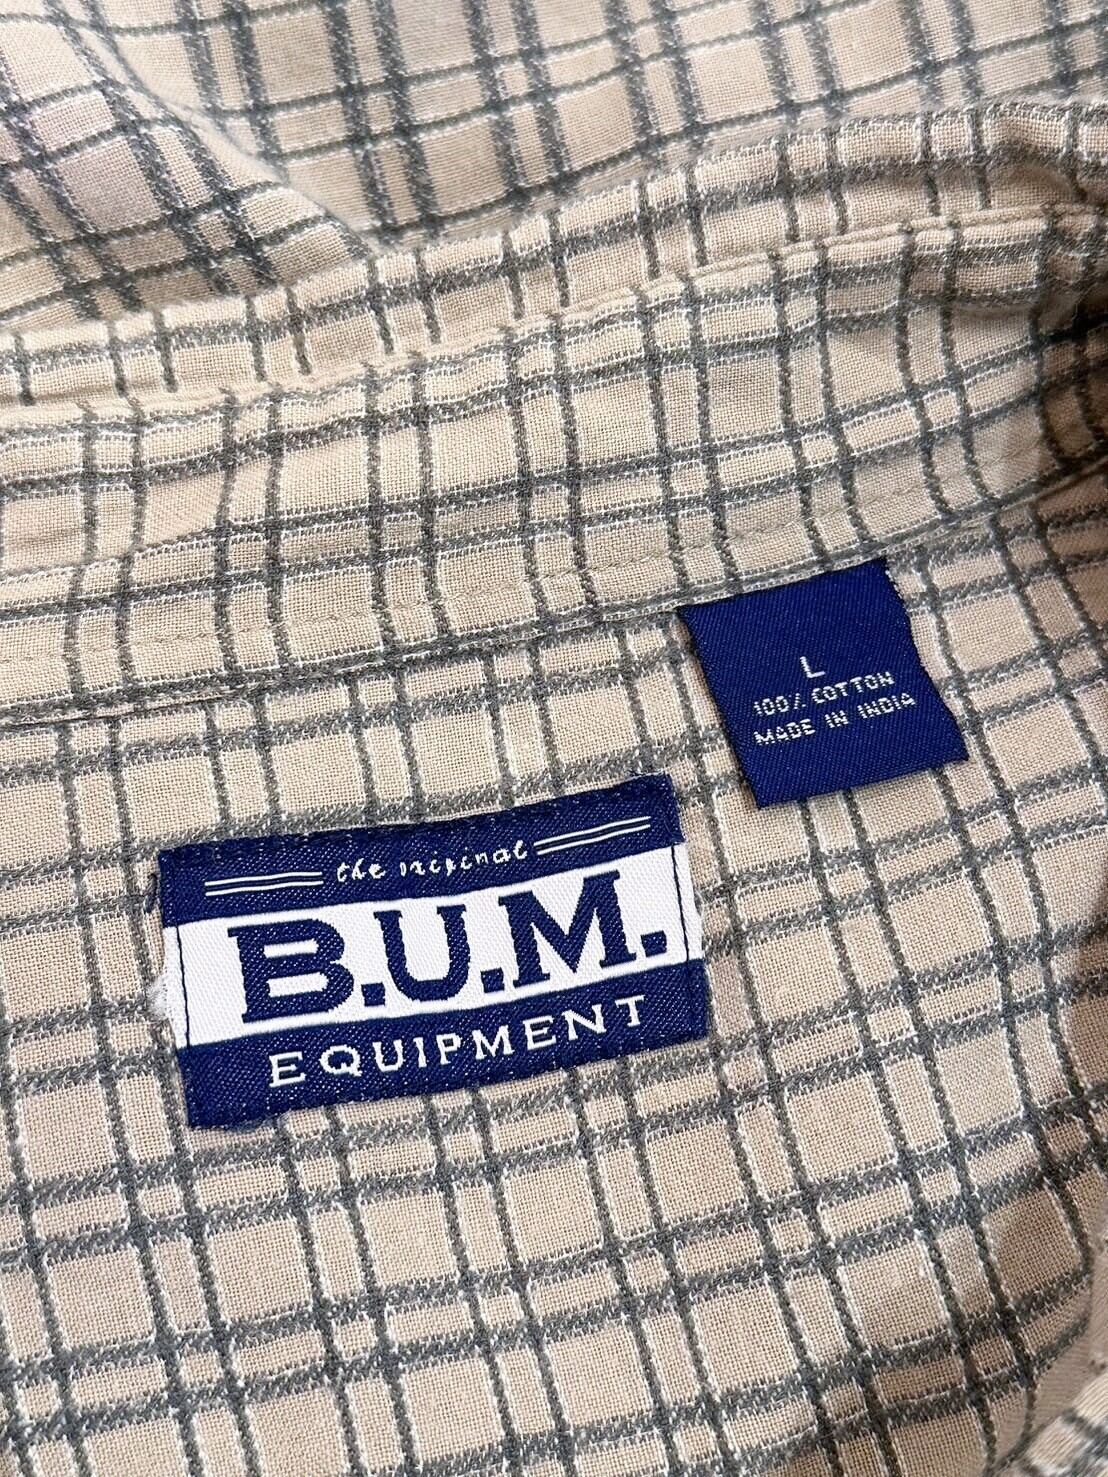 L
100% COTTON
MADE IN INDIA
the original
B.U.M.
EQUIPMENT